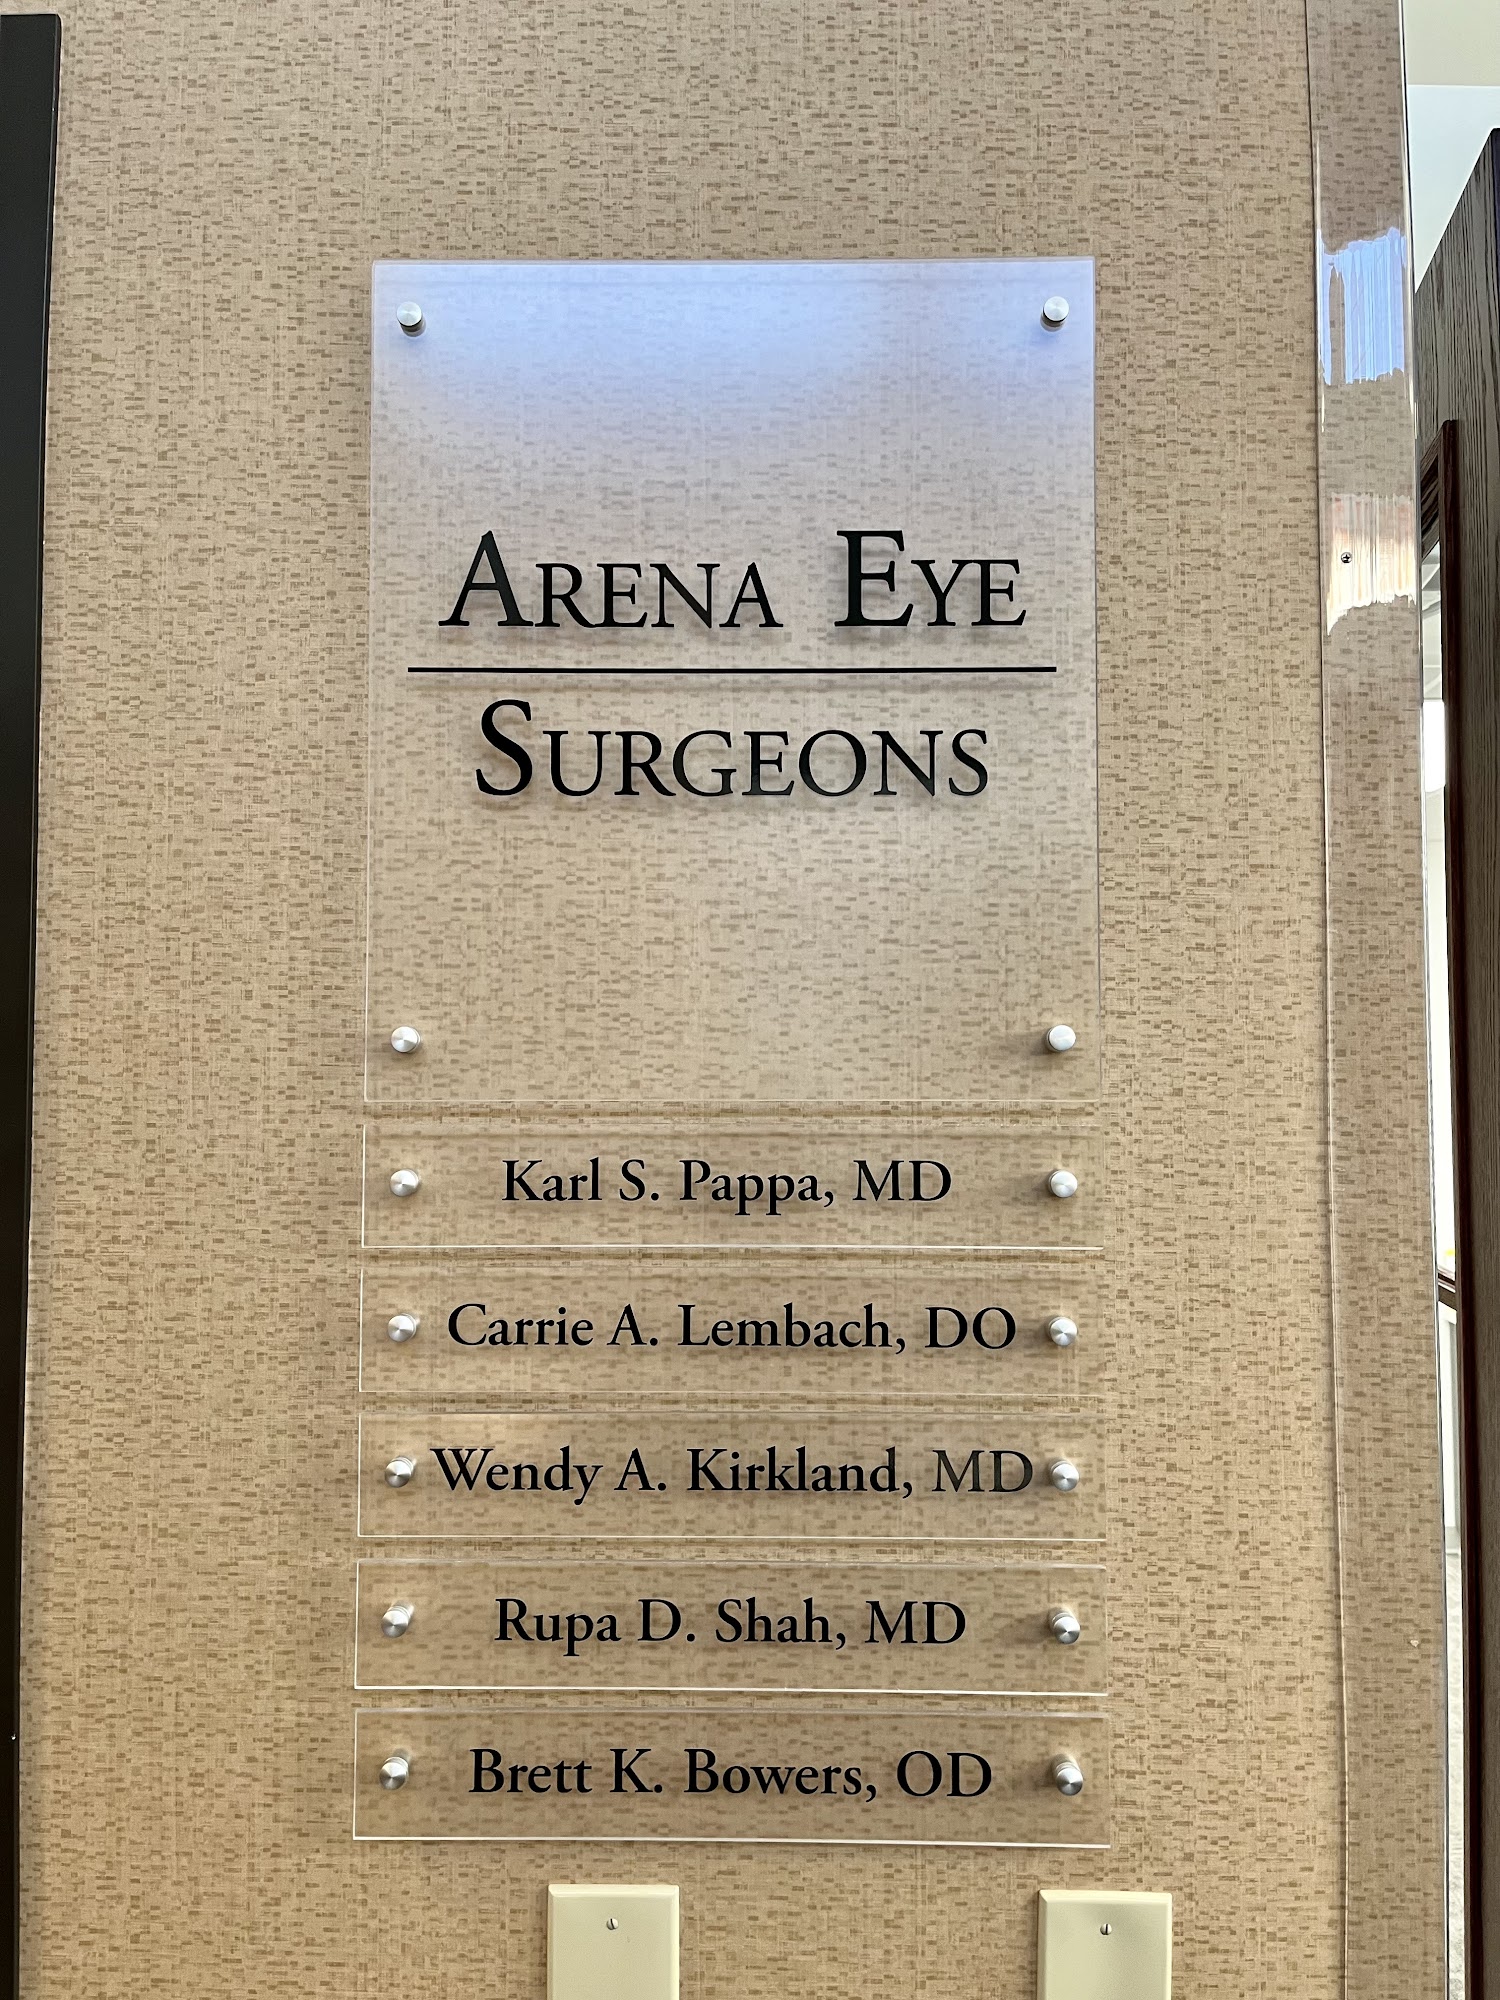 ARENA EYE
SURGEONS
Karl S. Pappa, MD
Carrie A. Lembach, DO
Wendy A. Kirkland, MD
Rupa D. Shah, MD
Brett K. Bowers, OD